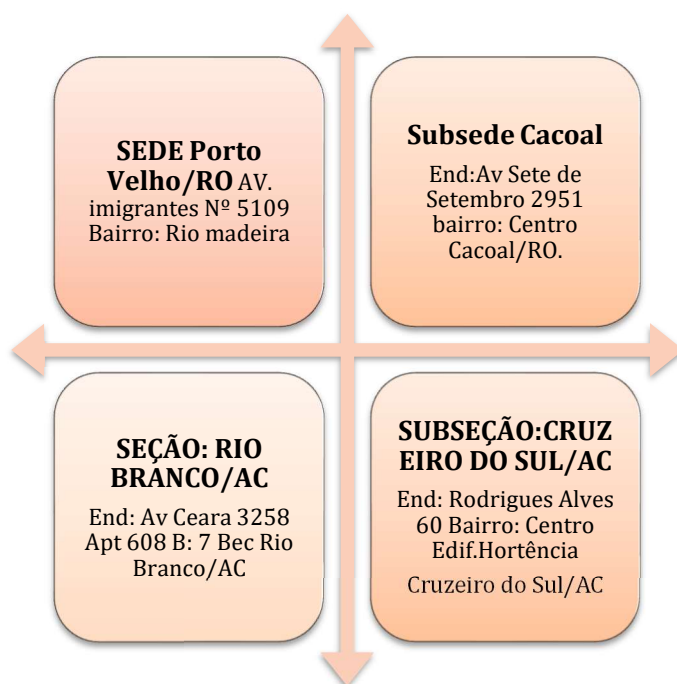 SEDE Porto
Velho/RO AV.
imigrantes Nº 5109
Bairro: Rio madeira
Subsede Cacoal
End:Av Sete de
Setembro 2951
bairro: Centro
Cacoal/RO.
SEÇÃO: RIO
BRANCO/AC
End: Av Ceara 3258
Apt 608 B: 7 Bec Rio
Branco/AC
SUBSEÇÃO:CRUZ
EIRO DO SUL/AC
End: Rodrigues Alves
60 Bairro: Centro
Edif.Hortência
Cruzeiro do Sul/AC